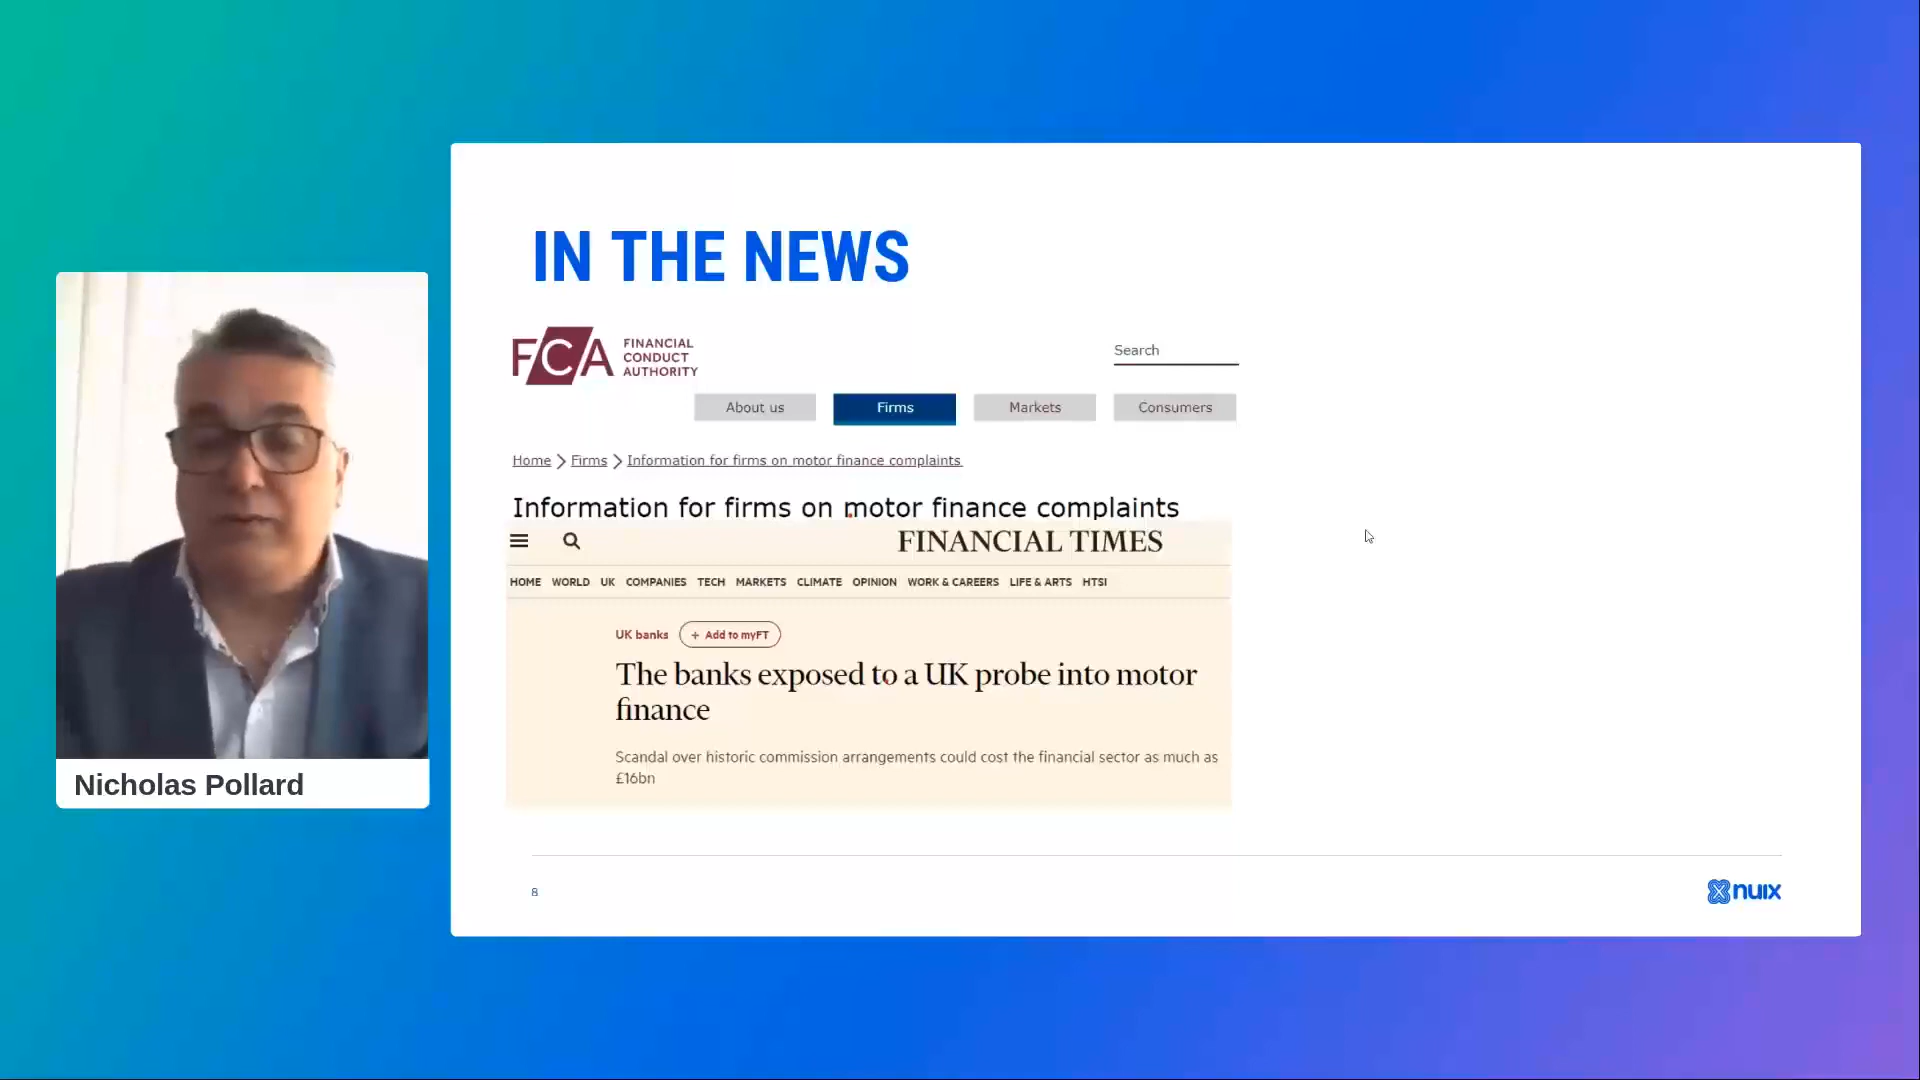 IN THE NEWS
FCA
FINANCIAL
CONDUCT
AUTHORITY
Search
About us
Firms
Markets
Consumers
Home
Firms
Information for firms on motor finance complaints
Information for firms on motor finance complaints
FINANCIAL TIMES
HOME WORLD UK COMPANIES TECH MARKETS CLIMATE OPINION WORK & CAREERS LIFE & ARTS HTSI
UK banks
+ Add to myFT
The banks exposed to a UK probe into motor
finance
Scandal over historic commission arrangements could cost the financial sector as much as
£16bn
Nicholas Pollard
8
nuix